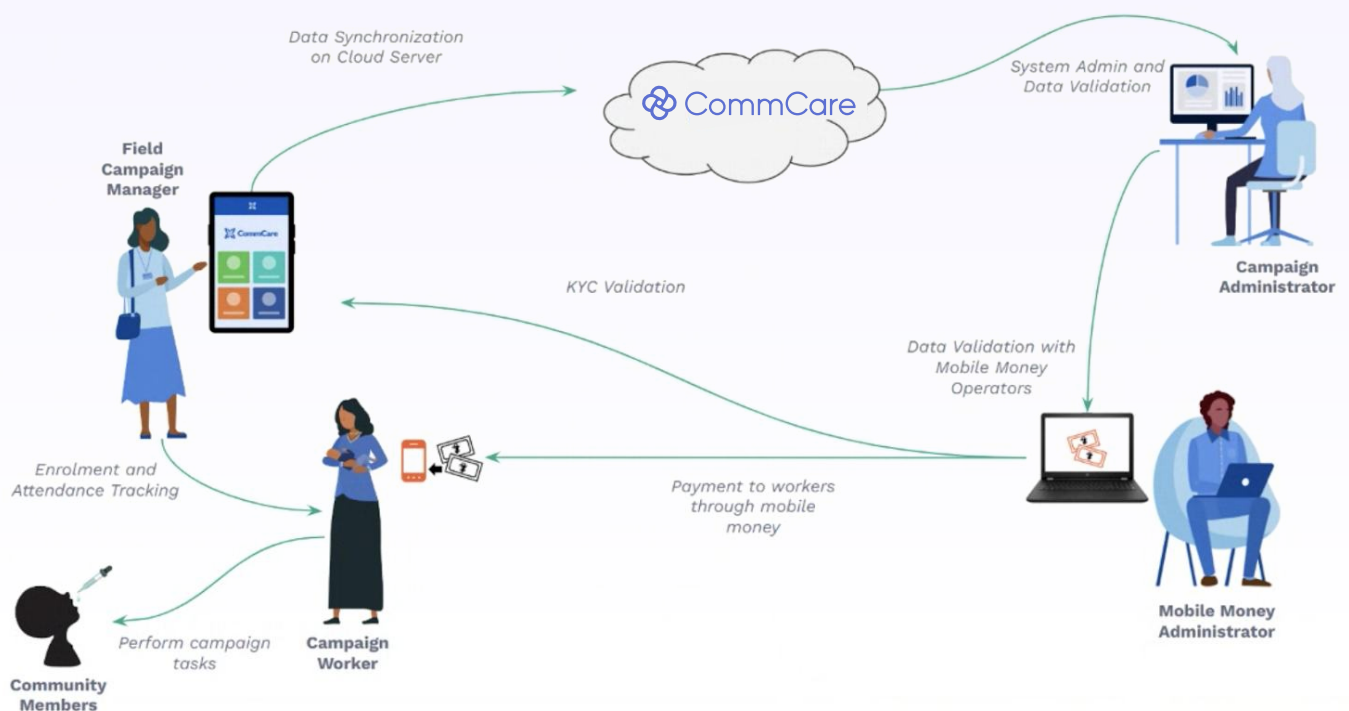 Data Synchronization
on Cloud Server
CommCare
System Admin and
Data Validation
Field
Campaign
Manager
CommCare
Campaign
Administrator
KYC Validation
Data Validation with
Mobile Money
Operators
Enrolment and
Attendance Tracking
Payment to workers
through mobile
money
Perform campaign
tasks
Campaign
Worker
Mobile Money
Administrator
Community
Members